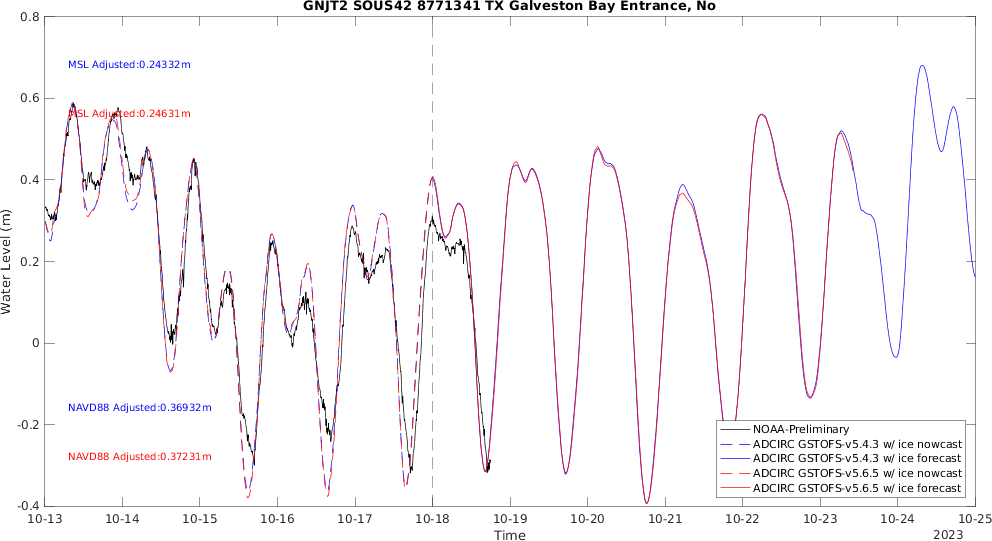 GNJT2 SOUS42 8771341 TX Galveston Bay Entrance, No
0.8
0.6
0.4
0.2
0
-0.2
-0.4
Water Level (m)
MSL Adjusted:0.24332m
MSL Adjusted:0.24631m
NAVD88 Adjusted:0.36932m
NAVD88 Adjusted:0.37231m
NOAA-Preliminary
ADCIRC GSTOFS-v5.4.3 w/ ice nowcast
ADCIRC GSTOFS-v5.4.3 w/ ice forecast
ADCIRC GSTOFS-v5.6.5 w/ ice nowcast
ADCIRC GSTOFS-v5.6.5 w/ ice forecast
10-13 10-14 10-15 10-16 10-17 10-18 10-19 10-20 10-21 10-22 10-23 10-24 10-25
Time
2023